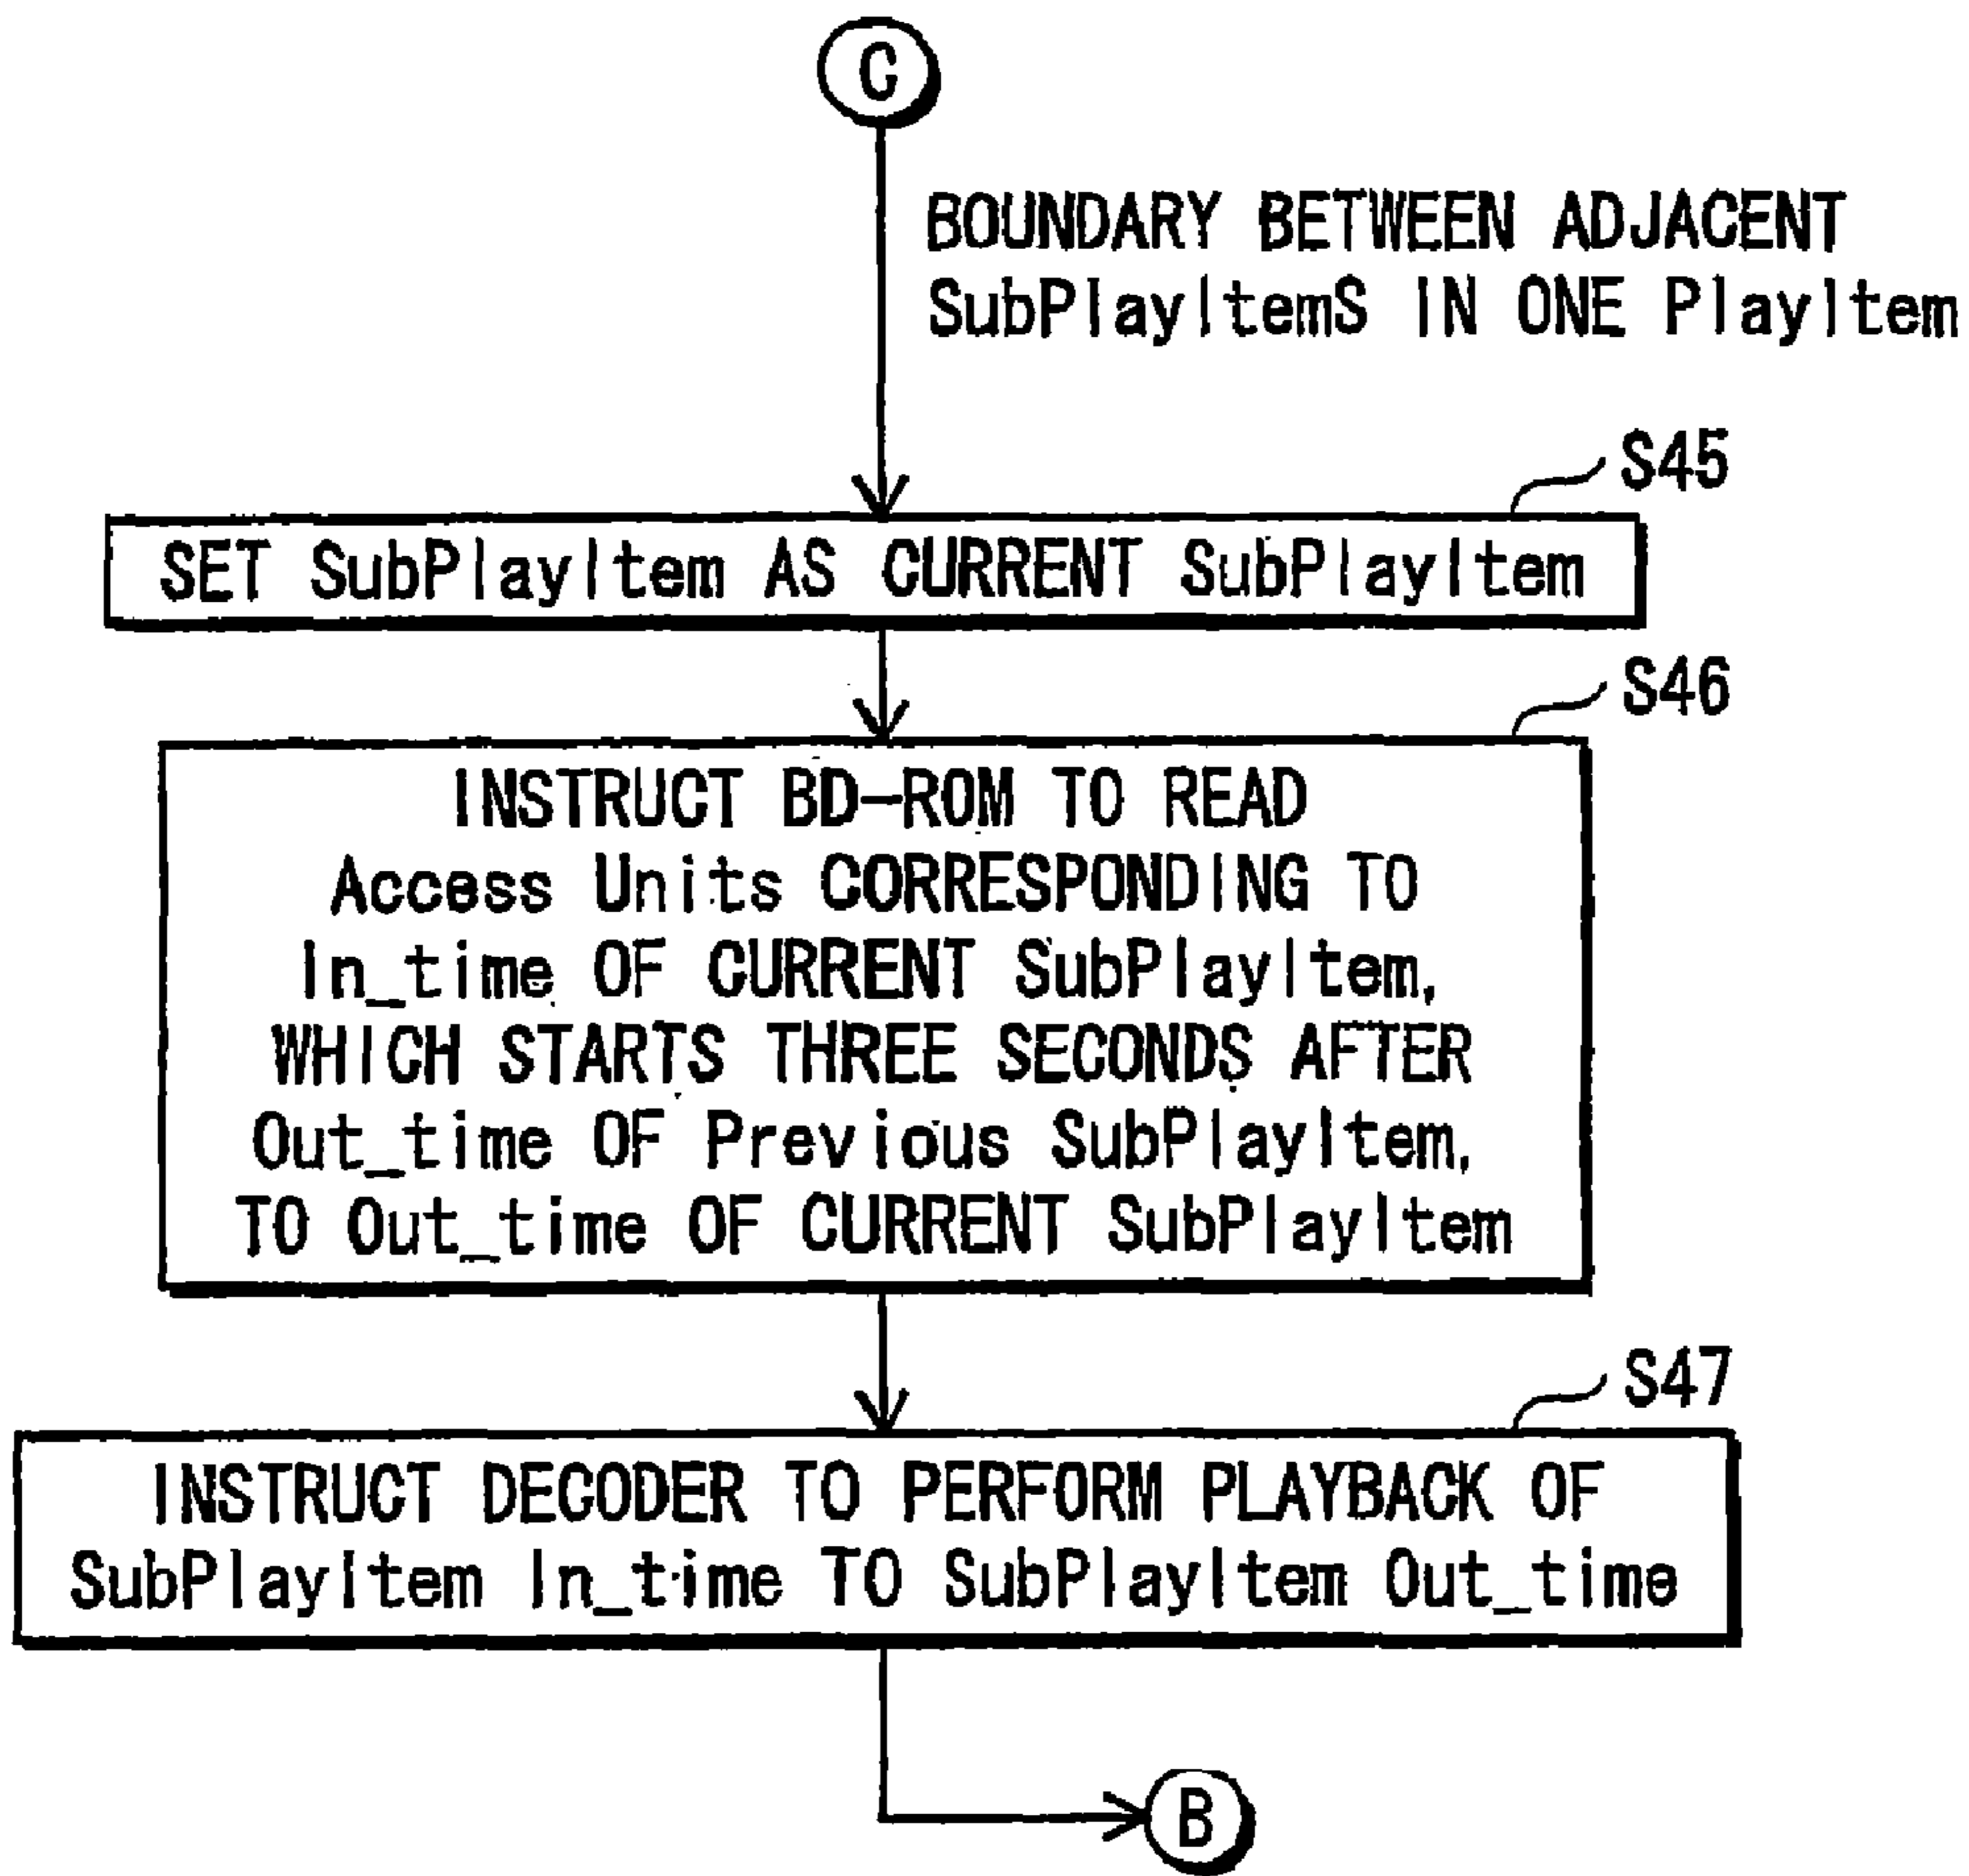 C
BOUNDARY BETWEEN ADJACENT
SubPlayItemS IN ONE PlayItem
S45
SET SubPlayItem AS CURRENT SubPlayItem
S46
INSTRUCT BD-ROM TO READ
Access Units CORRESPONDING TO
In_time OF CURRENT SubPlayItem,
WHICH STARTS THREE SECONDS AFTER
Out_time OF Previous SubPlayItem,
TO Out_time OF CURRENT SubPlayItem
S47
INSTRUCT DECODER TO PERFORM PLAYBACK OF
SubPlayItem In_time TO SubPlayItem Out_time
B